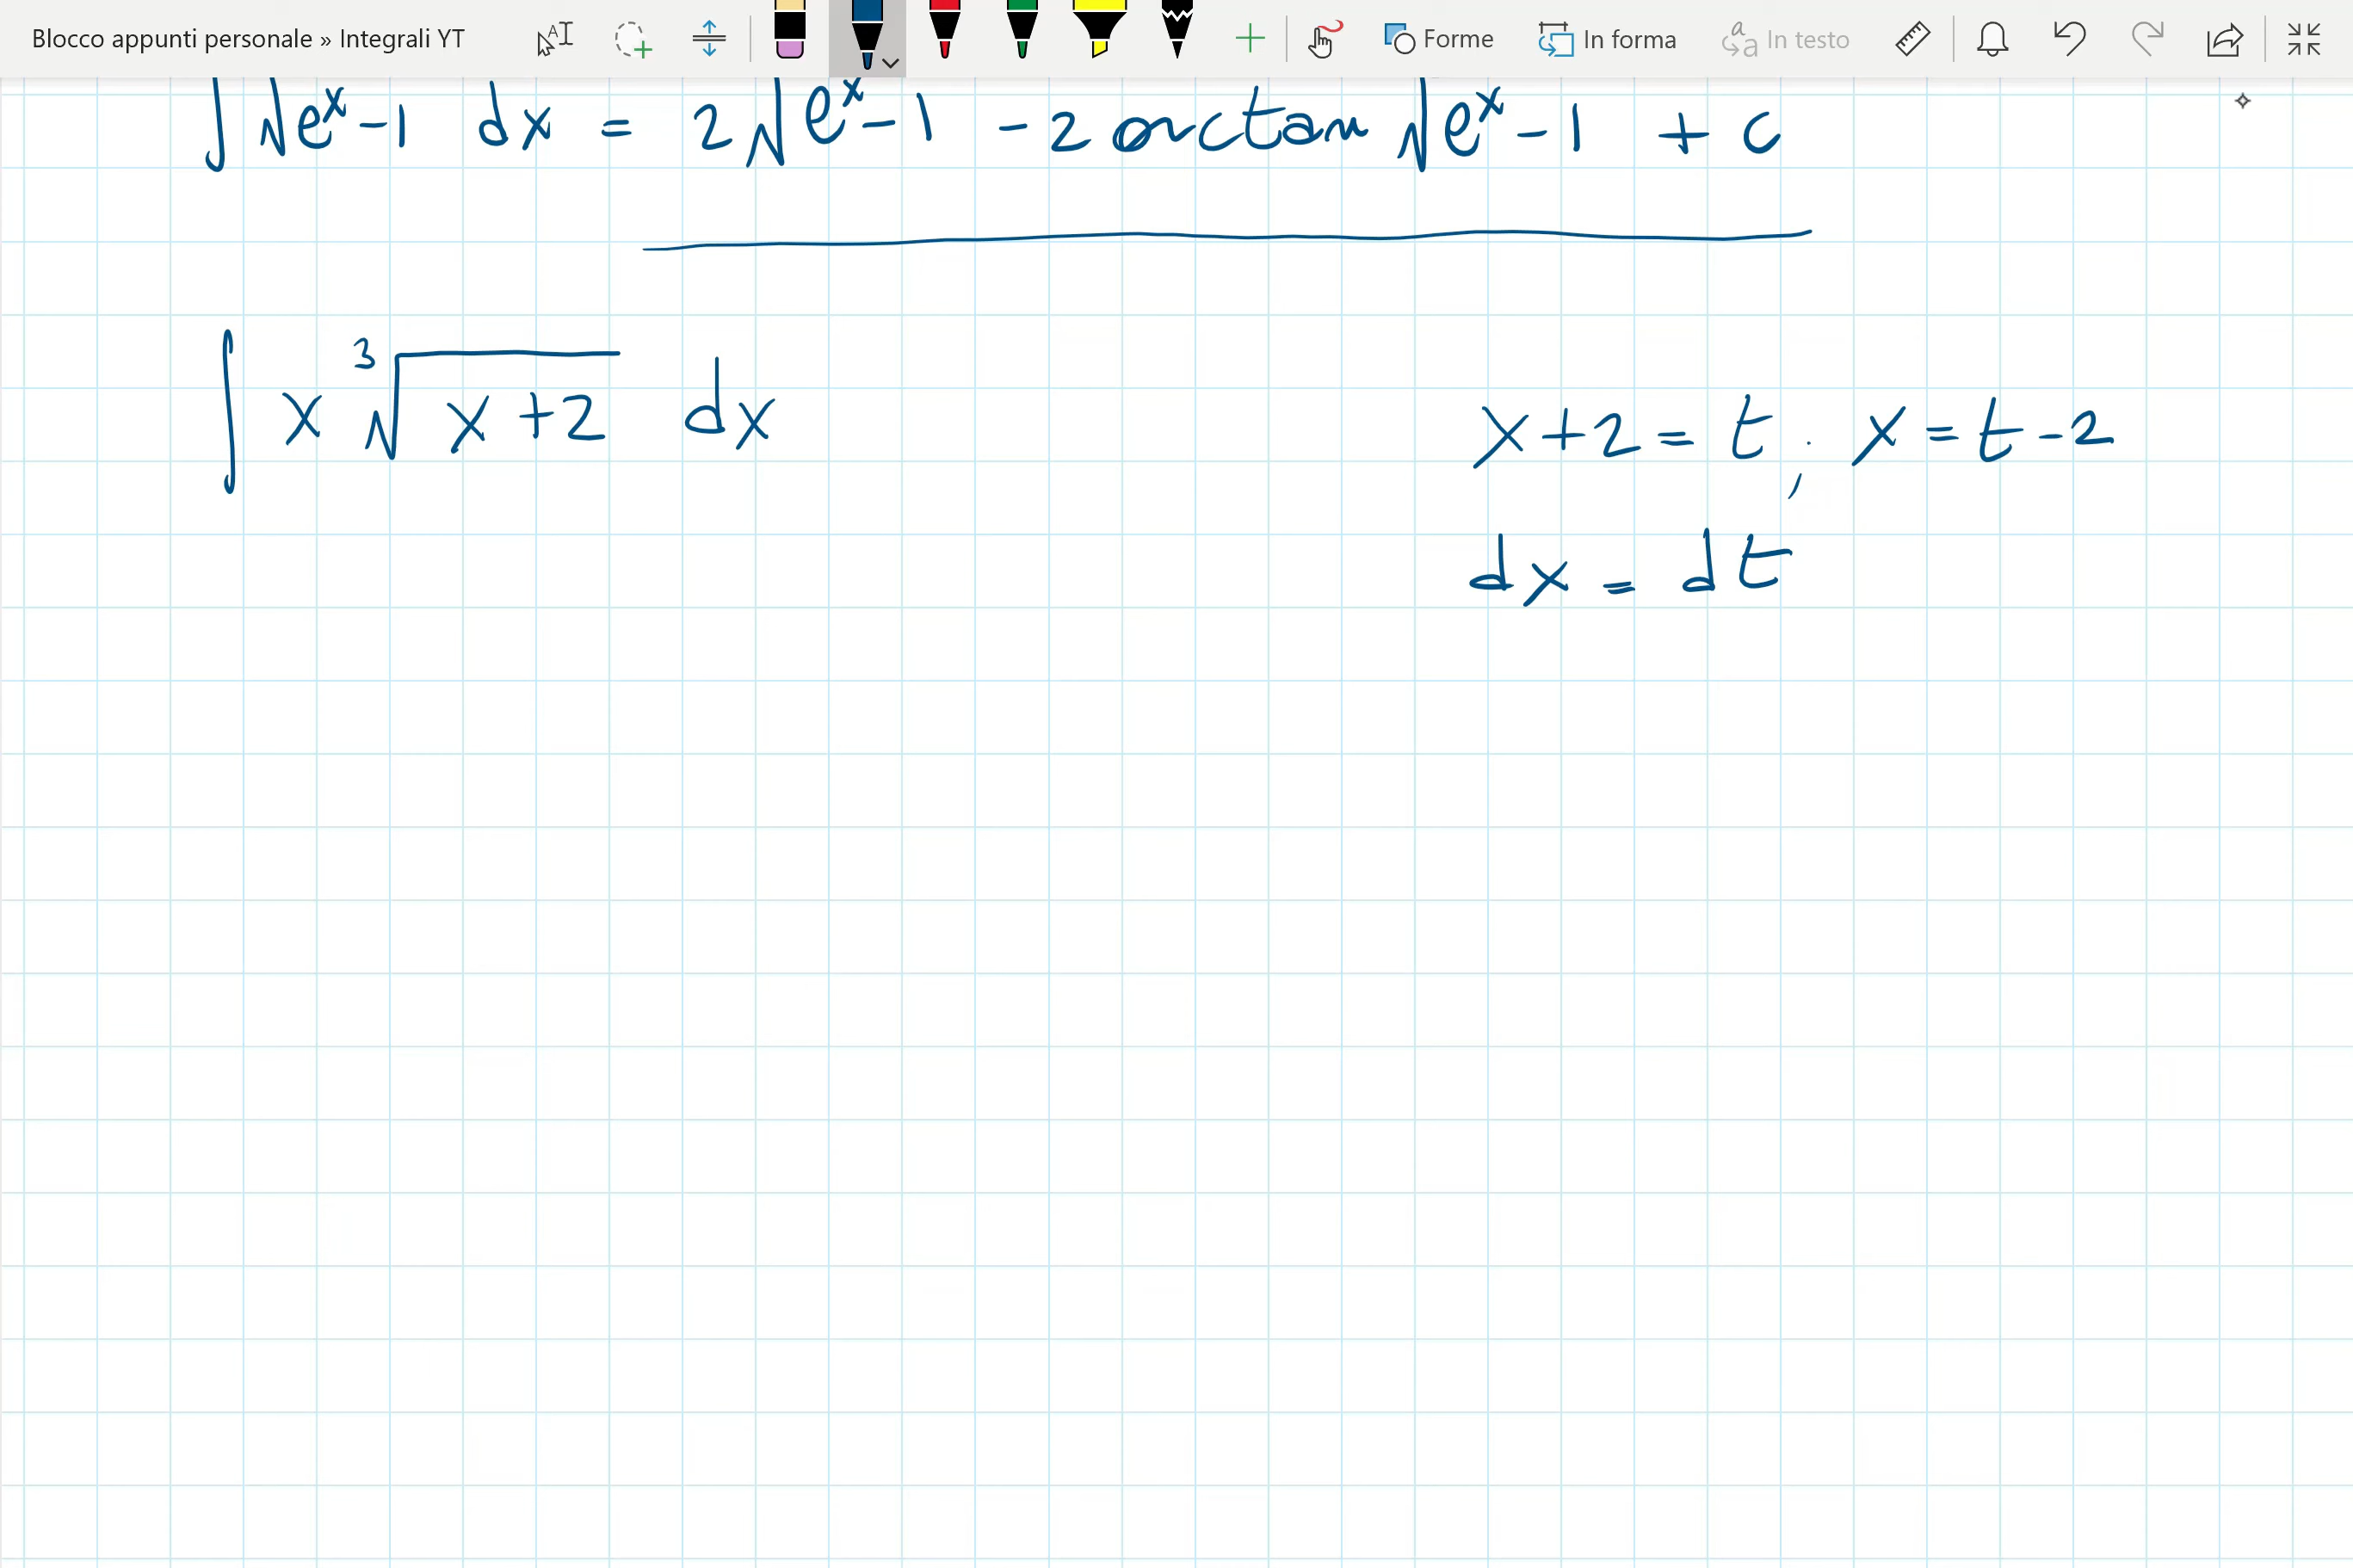 Blocco appunti personale » Integrali YT Forme In forma In testo
∫ √(eˣ - 1) dx = 2√(eˣ - 1) - 2 arctan √(eˣ - 1) + c
∫ x ∛(x + 2) dx
x + 2 = t ; x = t - 2
dx = dt